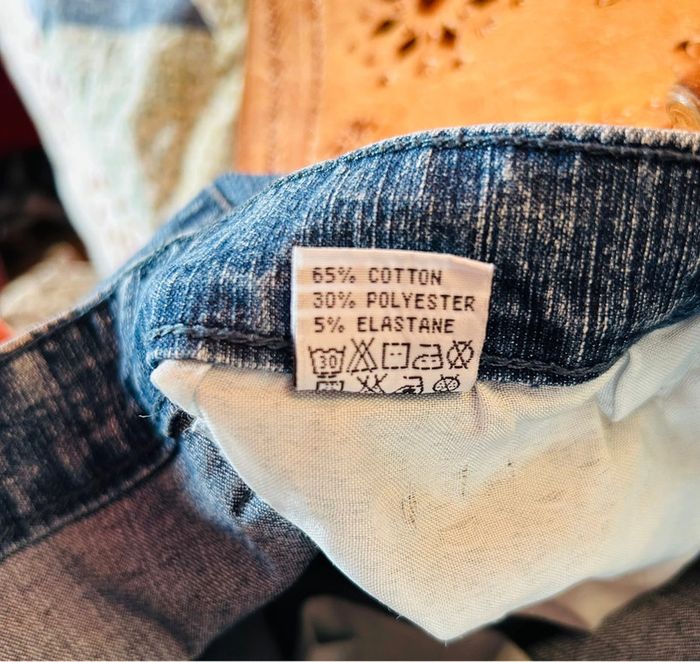 65% COTTON
30% POLYESTER
5% ELASTANE
30